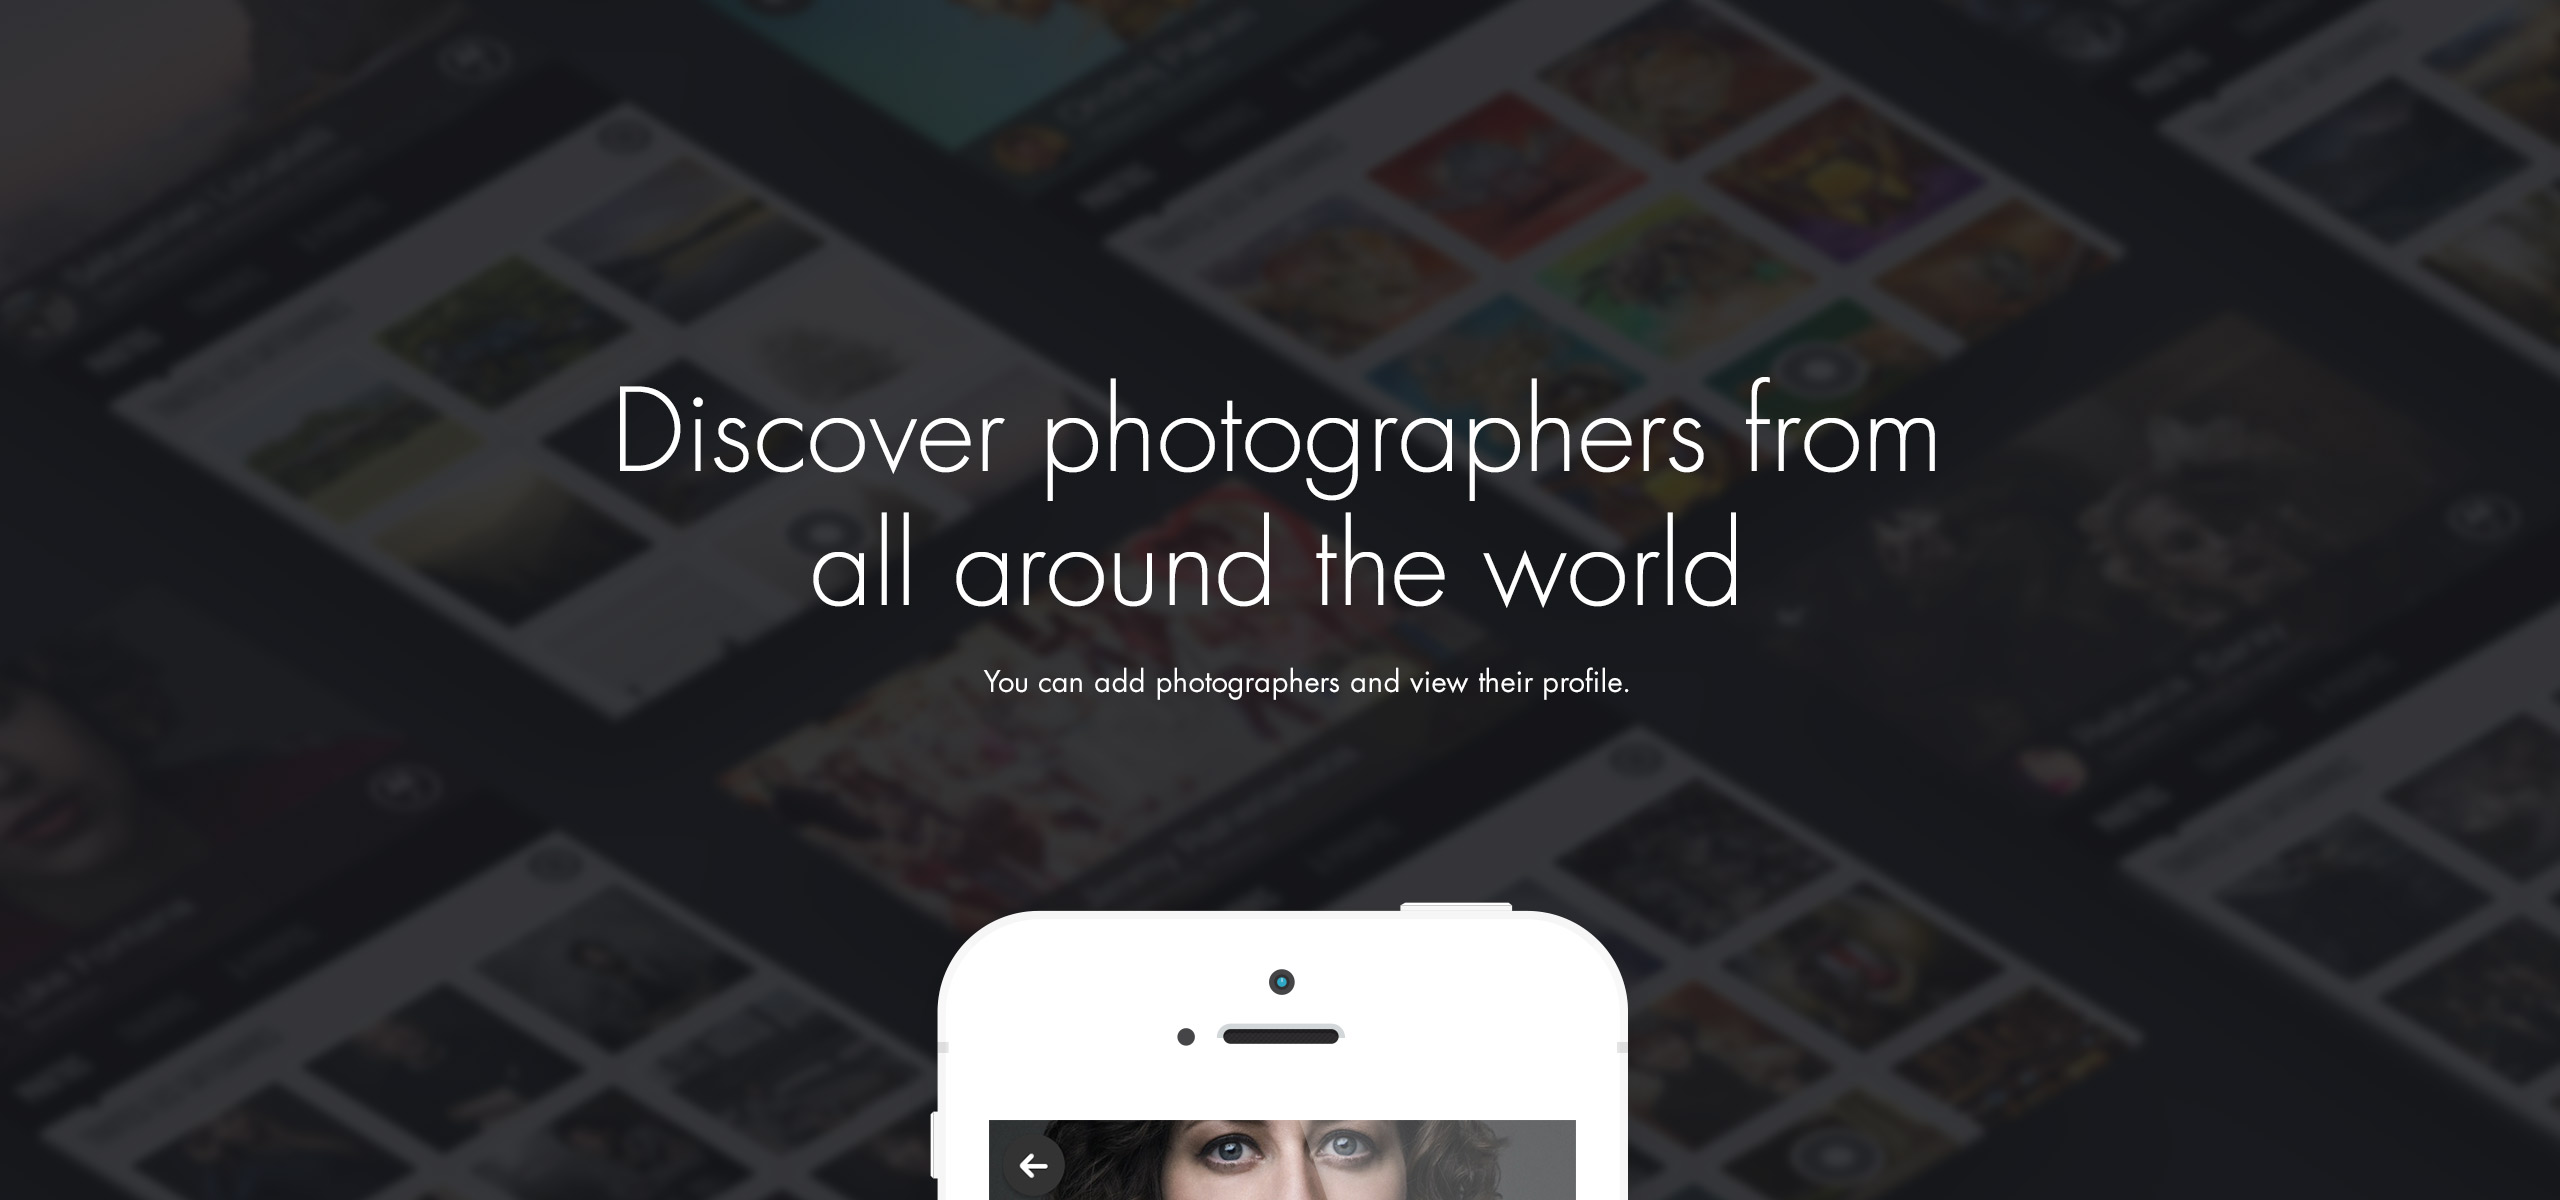 Discover photographers from
all around the world
You can add photographers and view their profile.